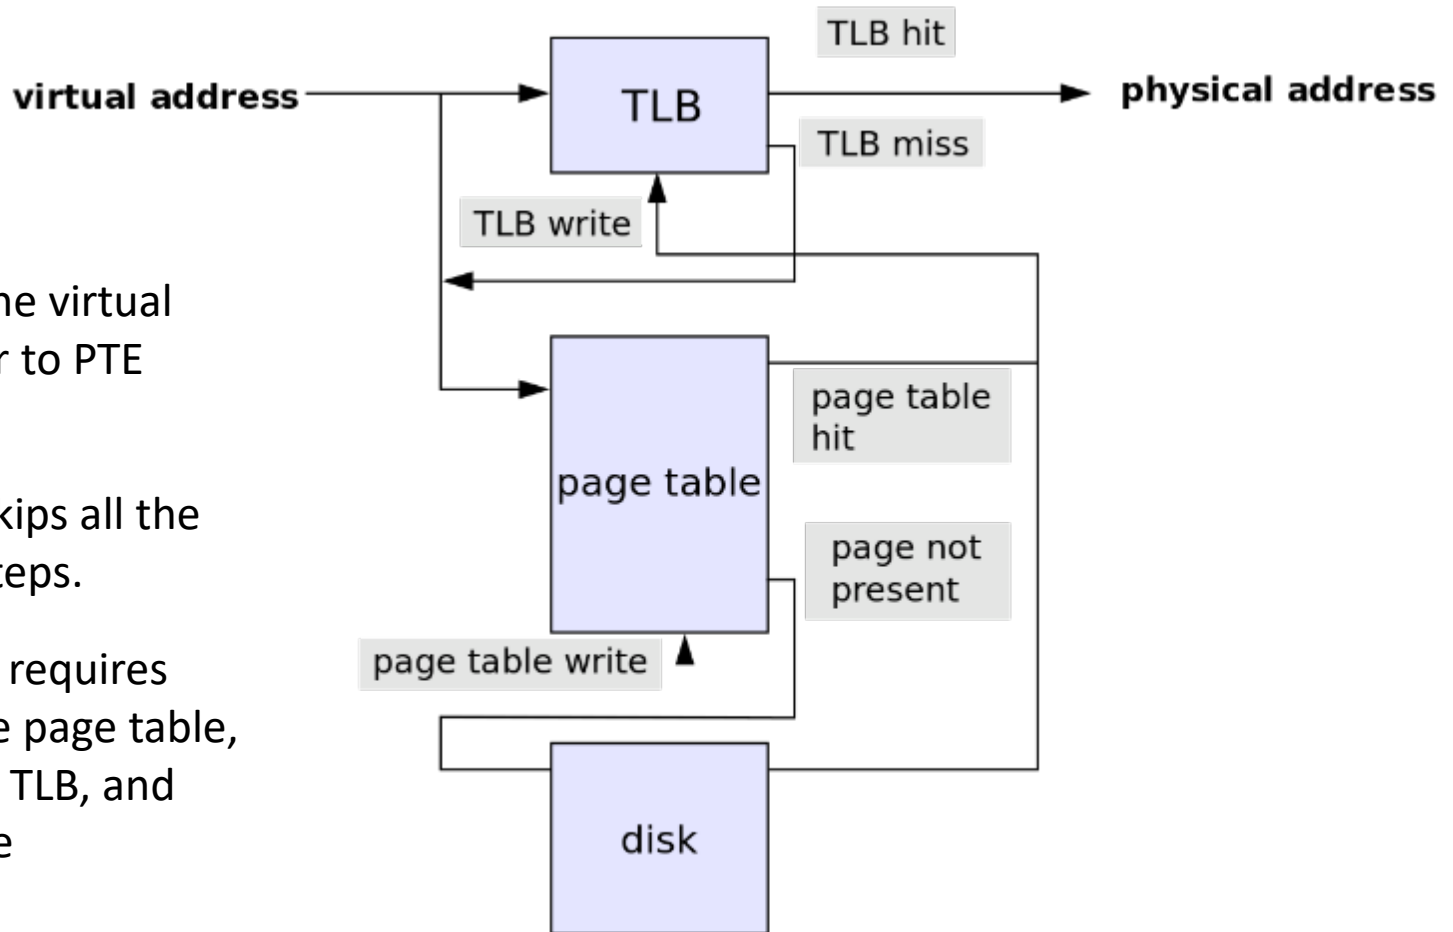 TLB hit
virtual address
TLB
physical address
TLB miss
TLB write
he virtual
r to PTE
page table
hit
page table
kips all the
teps.
page not
present
requires
page table write
e page table,
TLB, and
disk
e